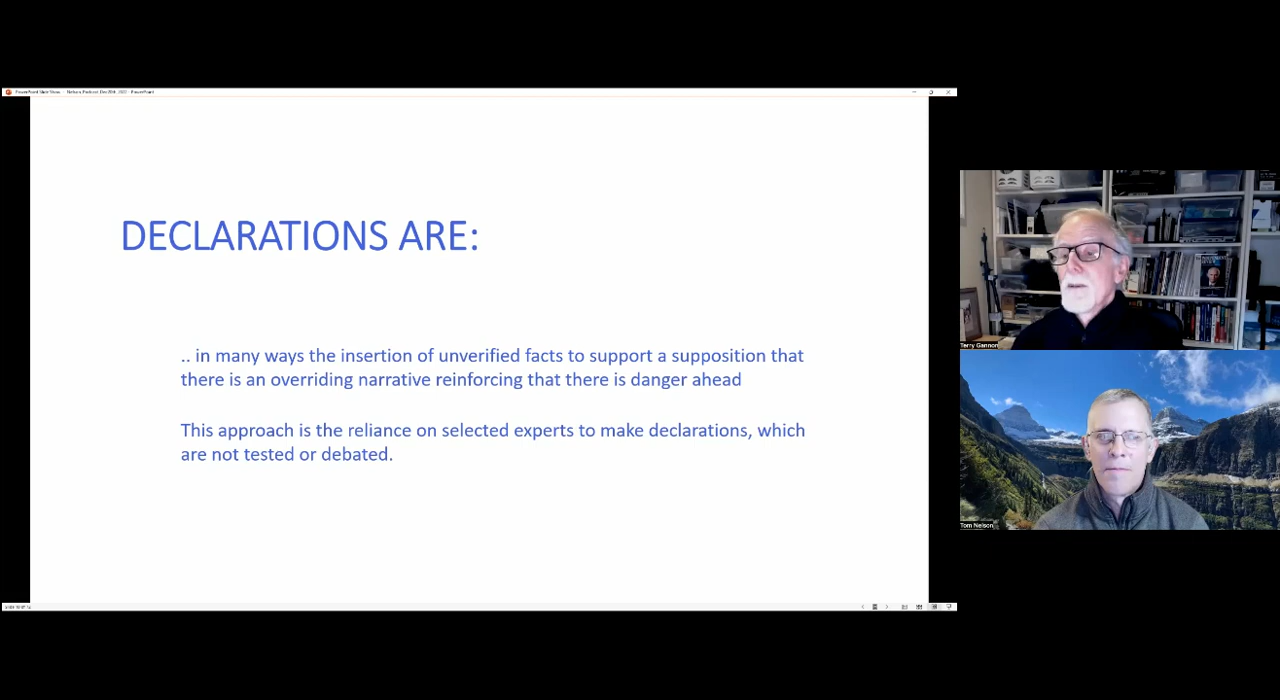 DECLARATIONS ARE:
.. in many ways the insertion of unverified facts to support a supposition that
there is an overriding narrative reinforcing that there is danger ahead
This approach is the reliance on selected experts to make declarations, which
are not tested or debated.
Terry Gannon
Tom Nelson